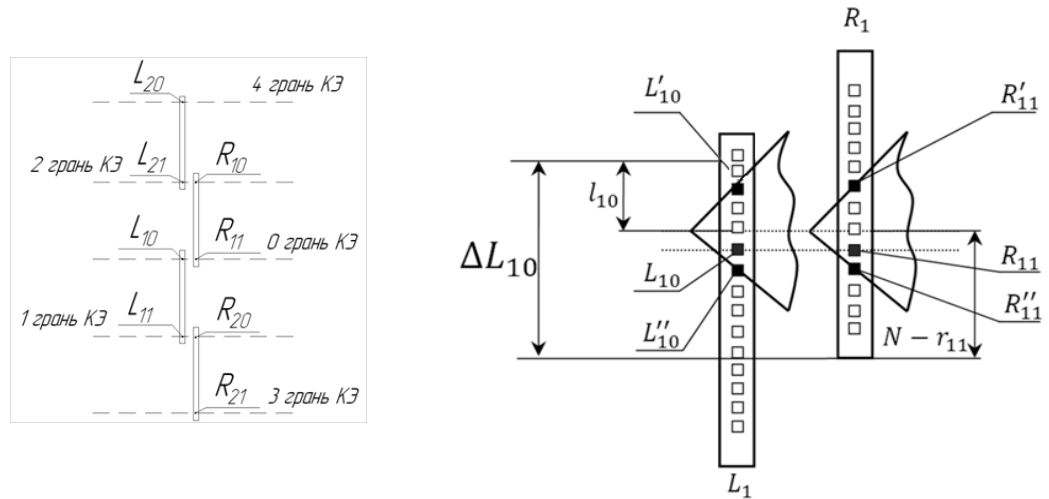 L₂₀
4 грань КЭ
2 грань КЭ
L₂₁
R₁₀
L₁₀
R₁₁
0 грань КЭ
1 грань КЭ
L₁₁
R₂₀
R₂₁
3 грань КЭ
R₁
L′₁₀
R′₁₁
l₁₀
ΔL₁₀
L₁₀
R₁₁
L″₁₀
R″₁₁
N − r₁₁
L₁